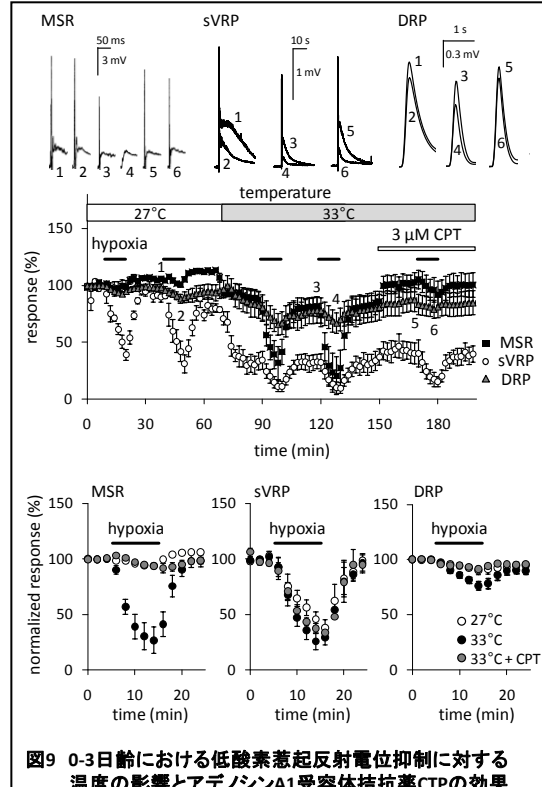 MSR
sVRP
DRP
50 ms
3 mV
10 s
1 mV
1 s
0.3 mV
1
2
3
4
5
6
1
2
3
4
5
6
1
2
3
4
5
6
temperature
27°C
33°C
hypoxia
3 µM CPT
response (%)
150
100
50
0
1
2
3
4
5
6
MSR
sVRP
DRP
0
30
60
90
120
150
180
time (min)
normalized response (%)
MSR
hypoxia
150
100
50
0
0
10
20
time (min)
sVRP
hypoxia
150
100
50
0
0
10
20
time (min)
DRP
hypoxia
150
100
50
0
27°C
33°C
33°C + CPT
0
10
20
time (min)
図9 0-3日齢における低酸素惹起反射電位抑制に対する
温度の影響とアデノシンA1受容体拮抗薬CTPの効果